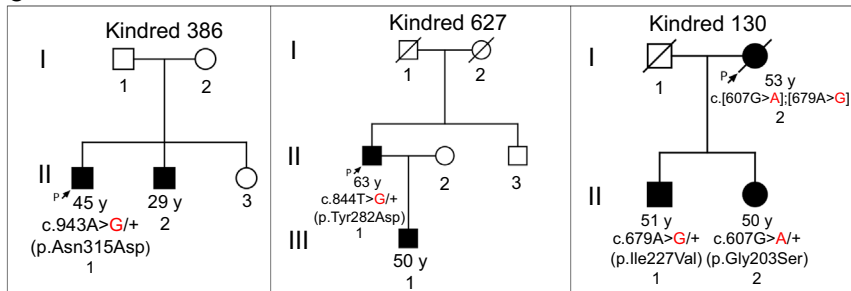 Kindred 386
I
1
2
II
P
45 y
c.943A>G/+
(p.Asn315Asp)
1
29 y
2
3
Kindred 627
I
1
2
II
P
63 y
c.844T>G/+
(p.Tyr282Asp)
1
2
3
III
50 y
1
Kindred 130
I
1
P
53 y
c.[607G>A];[679A>G]
2
II
51 y
c.679A>G/+
(p.Ile227Val)
1
50 y
c.607G>A/+
(p.Gly203Ser)
2